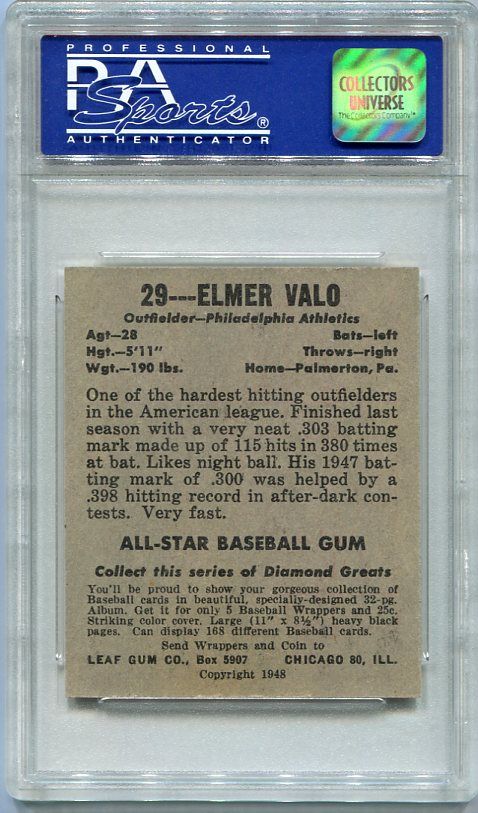 PROFESSIONAL
PSA
Sports ®
AUTHENTICATOR
COLLECTORS
UNIVERSE
The Collectors Company
29---ELMER VALO
Outfielder—Philadelphia Athletics
Agt—28 Bats—left
Hgt.—5'11" Throws—right
Wgt.—190 lbs. Home—Palmerton, Pa.
One of the hardest hitting outfielders
in the American league. Finished last
season with a very neat .303 batting
mark made up of 115 hits in 380 times
at bat. Likes night ball. His 1947 bat-
ting mark of .300 was helped by a
.398 hitting record in after-dark con-
tests. Very fast.
ALL-STAR BASEBALL GUM
Collect this series of Diamond Greats
You'll be proud to show your gorgeous collection of
Baseball cards in beautiful, specially-designed 32-pg.
Album. Get it for only 5 Baseball Wrappers and 25c.
Striking color cover. Large (11" x 8½") heavy black
pages. Can display 168 different Baseball cards.
Send Wrappers and Coin to
LEAF GUM CO., Box 5907 CHICAGO 80, ILL.
Copyright 1948